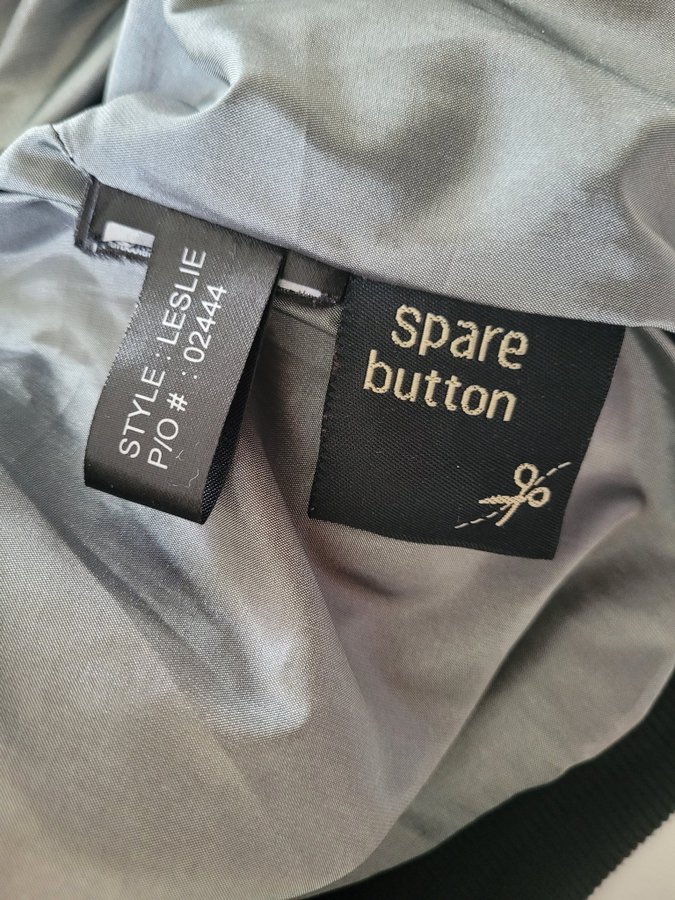 STYLE : LESLIE
P/O # : 02444
spare
button